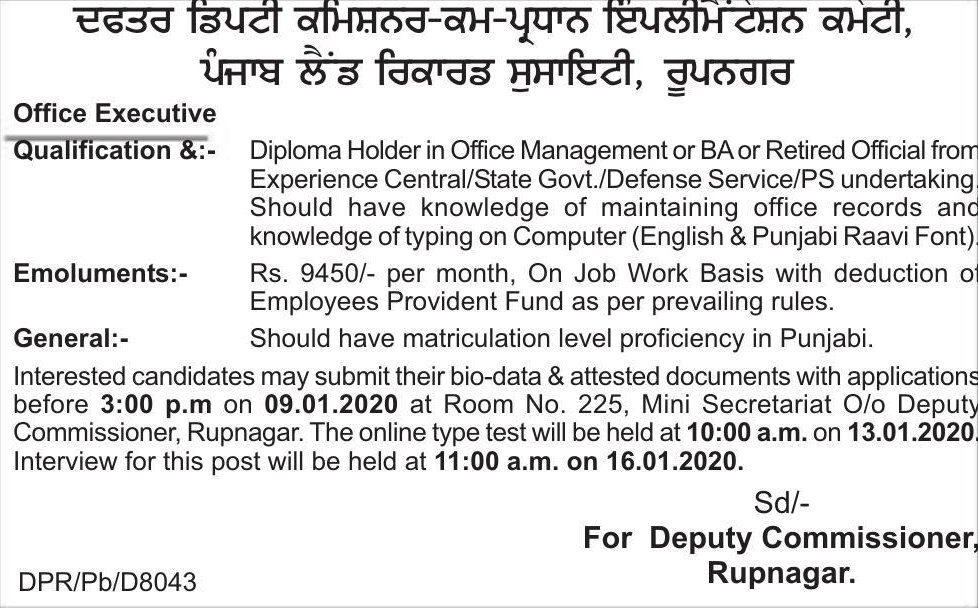 ਦਫਤਰ ਡਿਪਟੀ ਕਮਿਸ਼ਨਰ-ਕਮ-ਪ੍ਰਧਾਨ ਇੰਪਲੀਮੈਂਟੇਸ਼ਨ ਕਮੇਟੀ,
ਪੰਜਾਬ ਲੈਂਡ ਰਿਕਾਰਡ ਸੁਸਾਇਟੀ, ਰੂਪਨਗਰ
Office Executive
Qualification &:- Diploma Holder in Office Management or BA or Retired Official from
Experience Central/State Govt./Defense Service/PS undertaking.
Should have knowledge of maintaining office records and
knowledge of typing on Computer (English & Punjabi Raavi Font).
Emoluments:- Rs. 9450/- per month, On Job Work Basis with deduction of
Employees Provident Fund as per prevailing rules.
General:- Should have matriculation level proficiency in Punjabi.
Interested candidates may submit their bio-data & attested documents with applications
before 3:00 p.m on 09.01.2020 at Room No. 225, Mini Secretariat O/o Deputy
Commissioner, Rupnagar. The online type test will be held at 10:00 a.m. on 13.01.2020.
Interview for this post will be held at 11:00 a.m. on 16.01.2020.
Sd/-
For Deputy Commissioner,
Rupnagar.
DPR/Pb/D8043